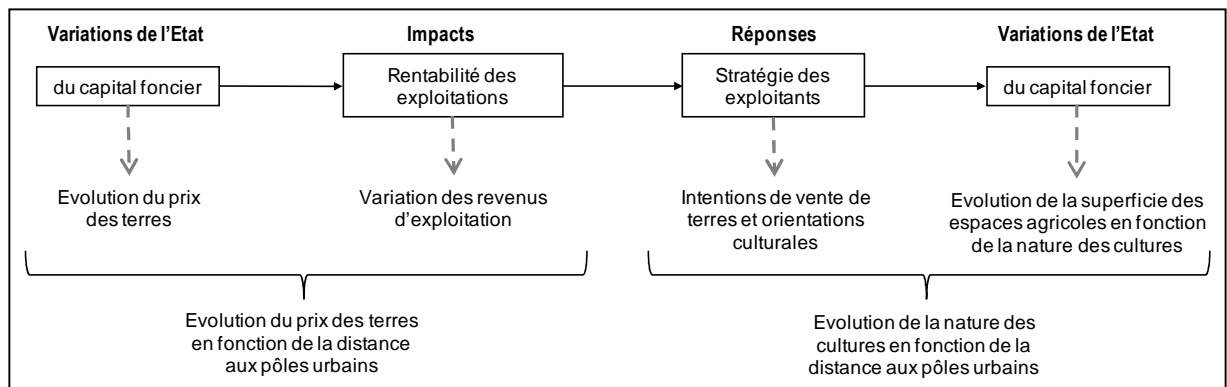 Variations de l'Etat
Impacts
Réponses
Variations de l'Etat
du capital foncier
Rentabilité des
exploitations
Stratégie des
exploitants
du capital foncier
Evolution du prix
des terres
Variation des revenus
d'exploitation
Intentions de vente de
terres et orientations
culturales
Evolution de la superficie des
espaces agricoles en fonction
de la nature des cultures
Evolution du prix des terres
en fonction de la distance
aux pôles urbains
Evolution de la nature des
cultures en fonction de la
distance aux pôles urbains